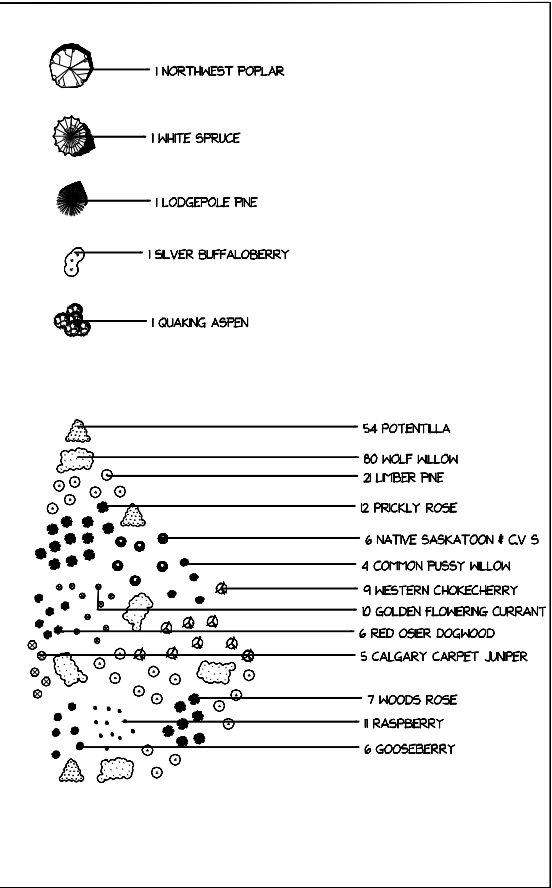 1 NORTHWEST POPLAR
1 WHITE SPRUCE
1 LODGEPOLE PINE
1 SILVER BUFFALOBERRY
1 QUAKING ASPEN
54 POTENTILLA
80 WOLF WILLOW
21 LIMBER PINE
12 PRICKLY ROSE
6 NATIVE SASKATOON & C.V S
4 COMMON PUSSY WILLOW
9 WESTERN CHOKECHERRY
10 GOLDEN FLOWERING CURRANT
6 RED OSIER DOGWOOD
5 CALGARY CARPET JUNIPER
7 WOODS ROSE
11 RASPBERRY
6 GOOSEBERRY